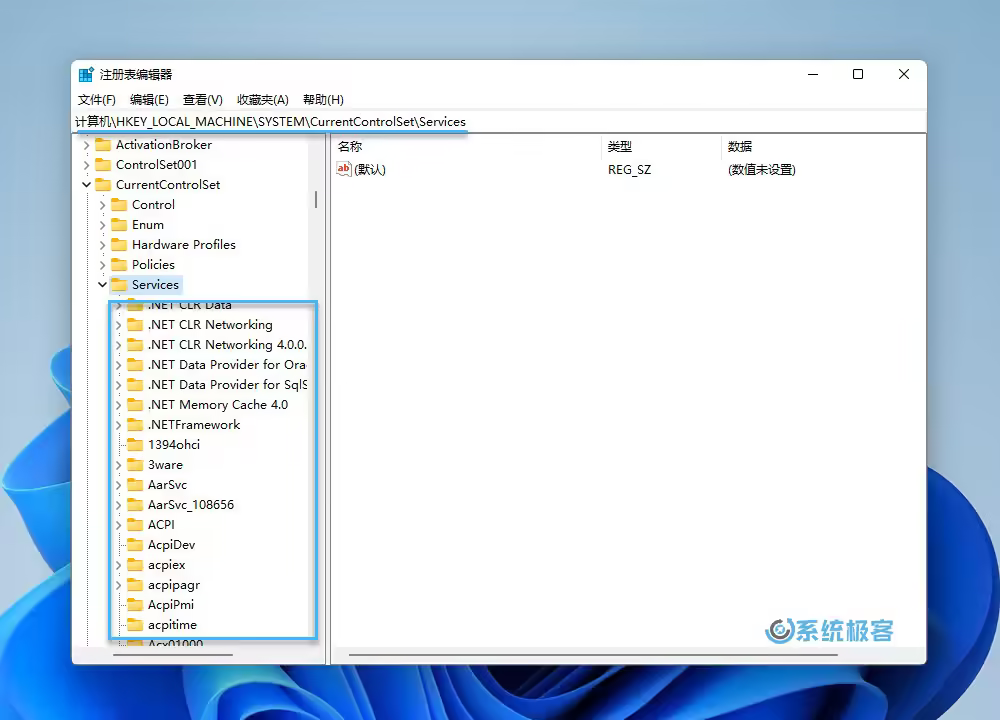 注册表编辑器
文件(F) 编辑(E) 查看(V) 收藏夹(A) 帮助(H)
计算机\HKEY_LOCAL_MACHINE\SYSTEM\CurrentControlSet\Services
ActivationBroker
ControlSet001
CurrentControlSet
Control
Enum
Hardware Profiles
Policies
Services
.NET CLR Data
.NET CLR Networking
.NET CLR Networking 4.0.0.
.NET Data Provider for Ora
.NET Data Provider for SqlS
.NET Memory Cache 4.0
.NETFramework
1394ohci
3ware
AarSvc
AarSvc_108656
ACPI
AcpiDev
acpiex
acpipagr
AcpiPmi
acpitime
Acx01000
名称 类型 数据
ab (默认) REG_SZ (数值未设置)
系统极客